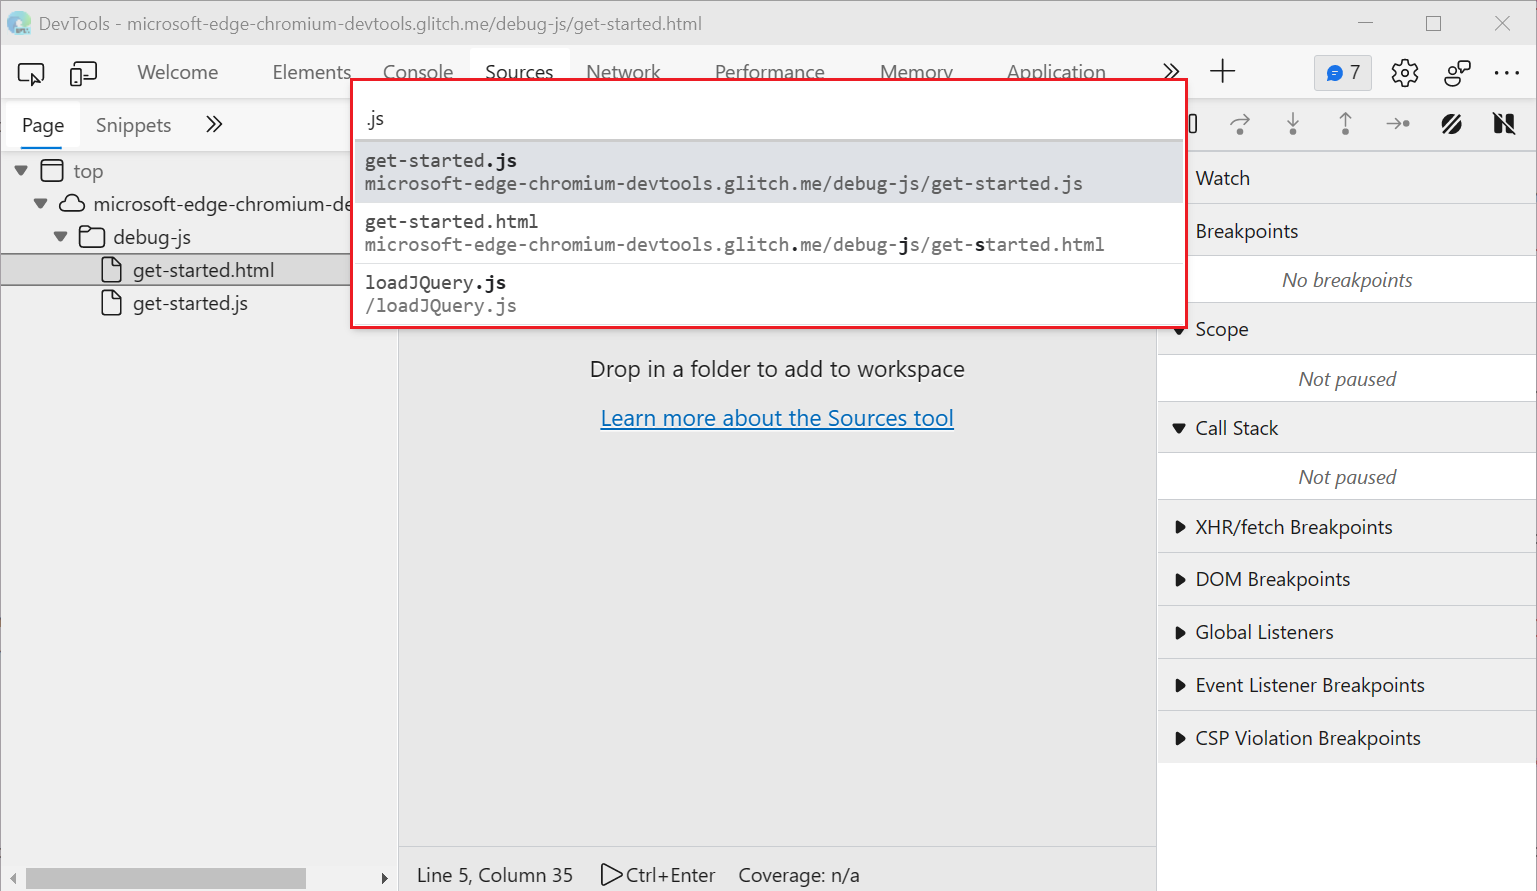 DevTools - microsoft-edge-chromium-devtools.glitch.me/debug-js/get-started.html
Welcome Elements Console Sources Network Performance Memory Application 7
Page Snippets
.js
get-started.js
microsoft-edge-chromium-devtools.glitch.me/debug-js/get-started.js
get-started.html
microsoft-edge-chromium-devtools.glitch.me/debug-js/get-started.html
loadJQuery.js
/loadJQuery.js
top
microsoft-edge-chromium-de
debug-js
get-started.html
get-started.js
Drop in a folder to add to workspace
Learn more about the Sources tool
Line 5, Column 35 Ctrl+Enter Coverage: n/a
Watch
Breakpoints
No breakpoints
Scope
Not paused
Call Stack
Not paused
XHR/fetch Breakpoints
DOM Breakpoints
Global Listeners
Event Listener Breakpoints
CSP Violation Breakpoints